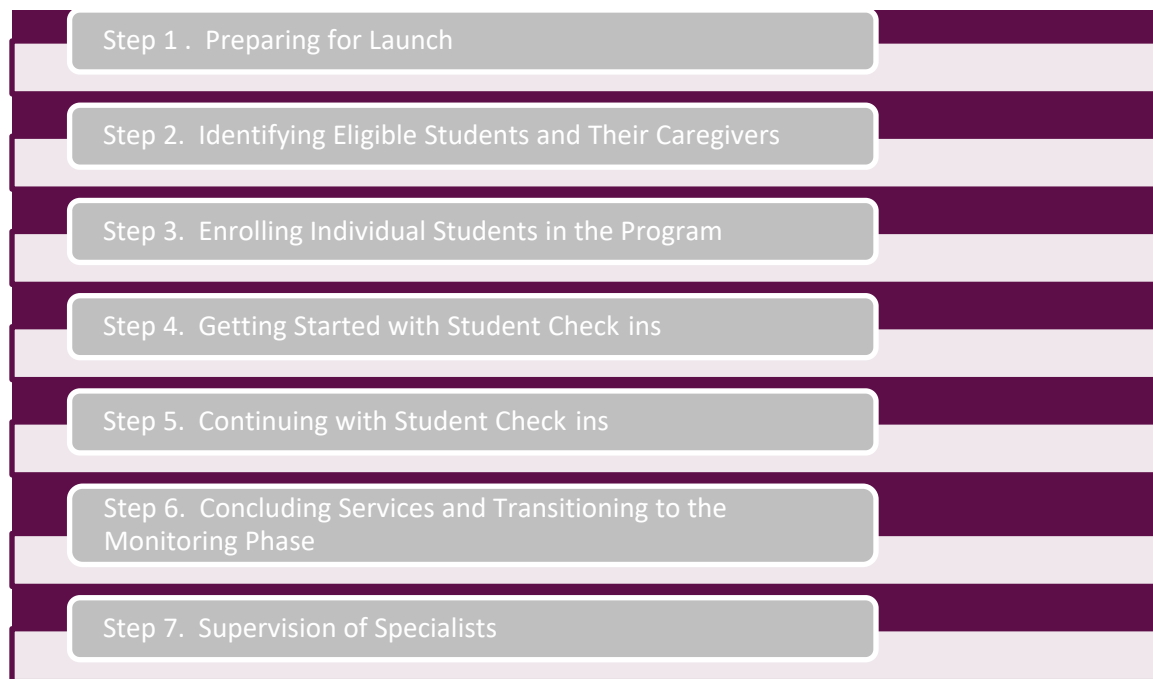 Step 1 .  Preparing for Launch
Step 2.  Identifying Eligible Students and Their Caregivers
Step 3.  Enrolling Individual Students in the Program
Step 4.  Getting Started with Student Check ins
Step 5.  Continuing with Student Check ins
Step 6.  Concluding Services and Transitioning to the
Monitoring Phase
Step 7.  Supervision of Specialists